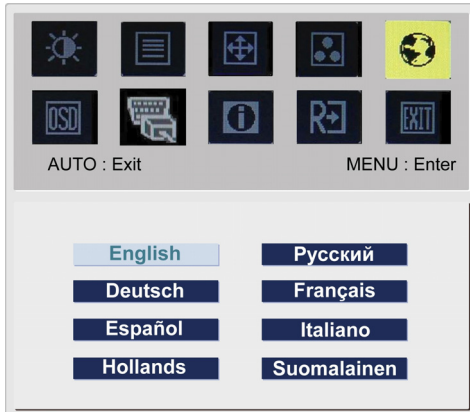 OSD
i
R
EXIT
AUTO : Exit
MENU : Enter
English
Русский
Deutsch
Français
Español
Italiano
Hollands
Suomalainen